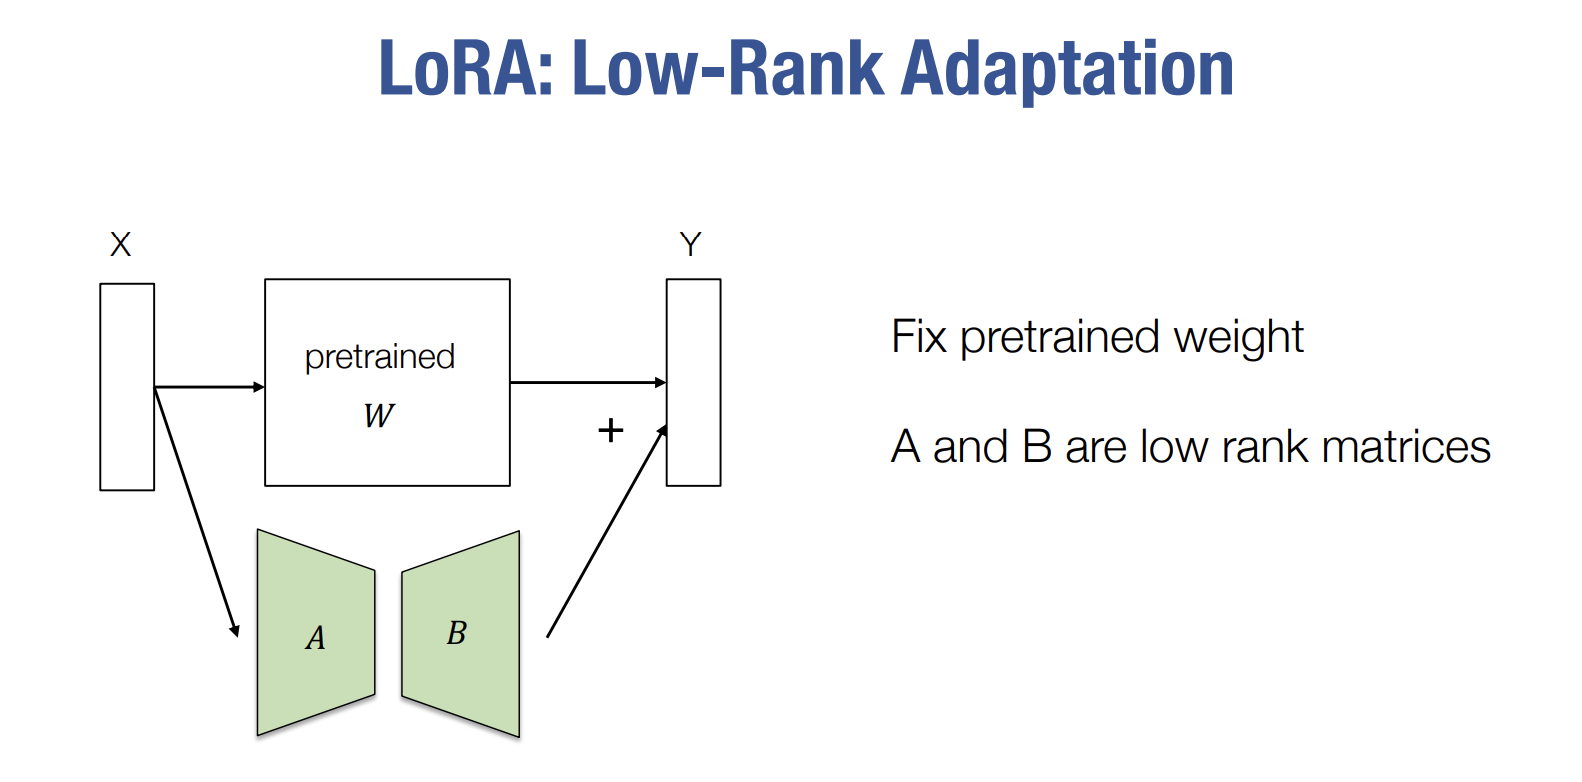 LoRA: Low-Rank Adaptation
X
Y
pretrained
W
+
A
B
Fix pretrained weight
A and B are low rank matrices